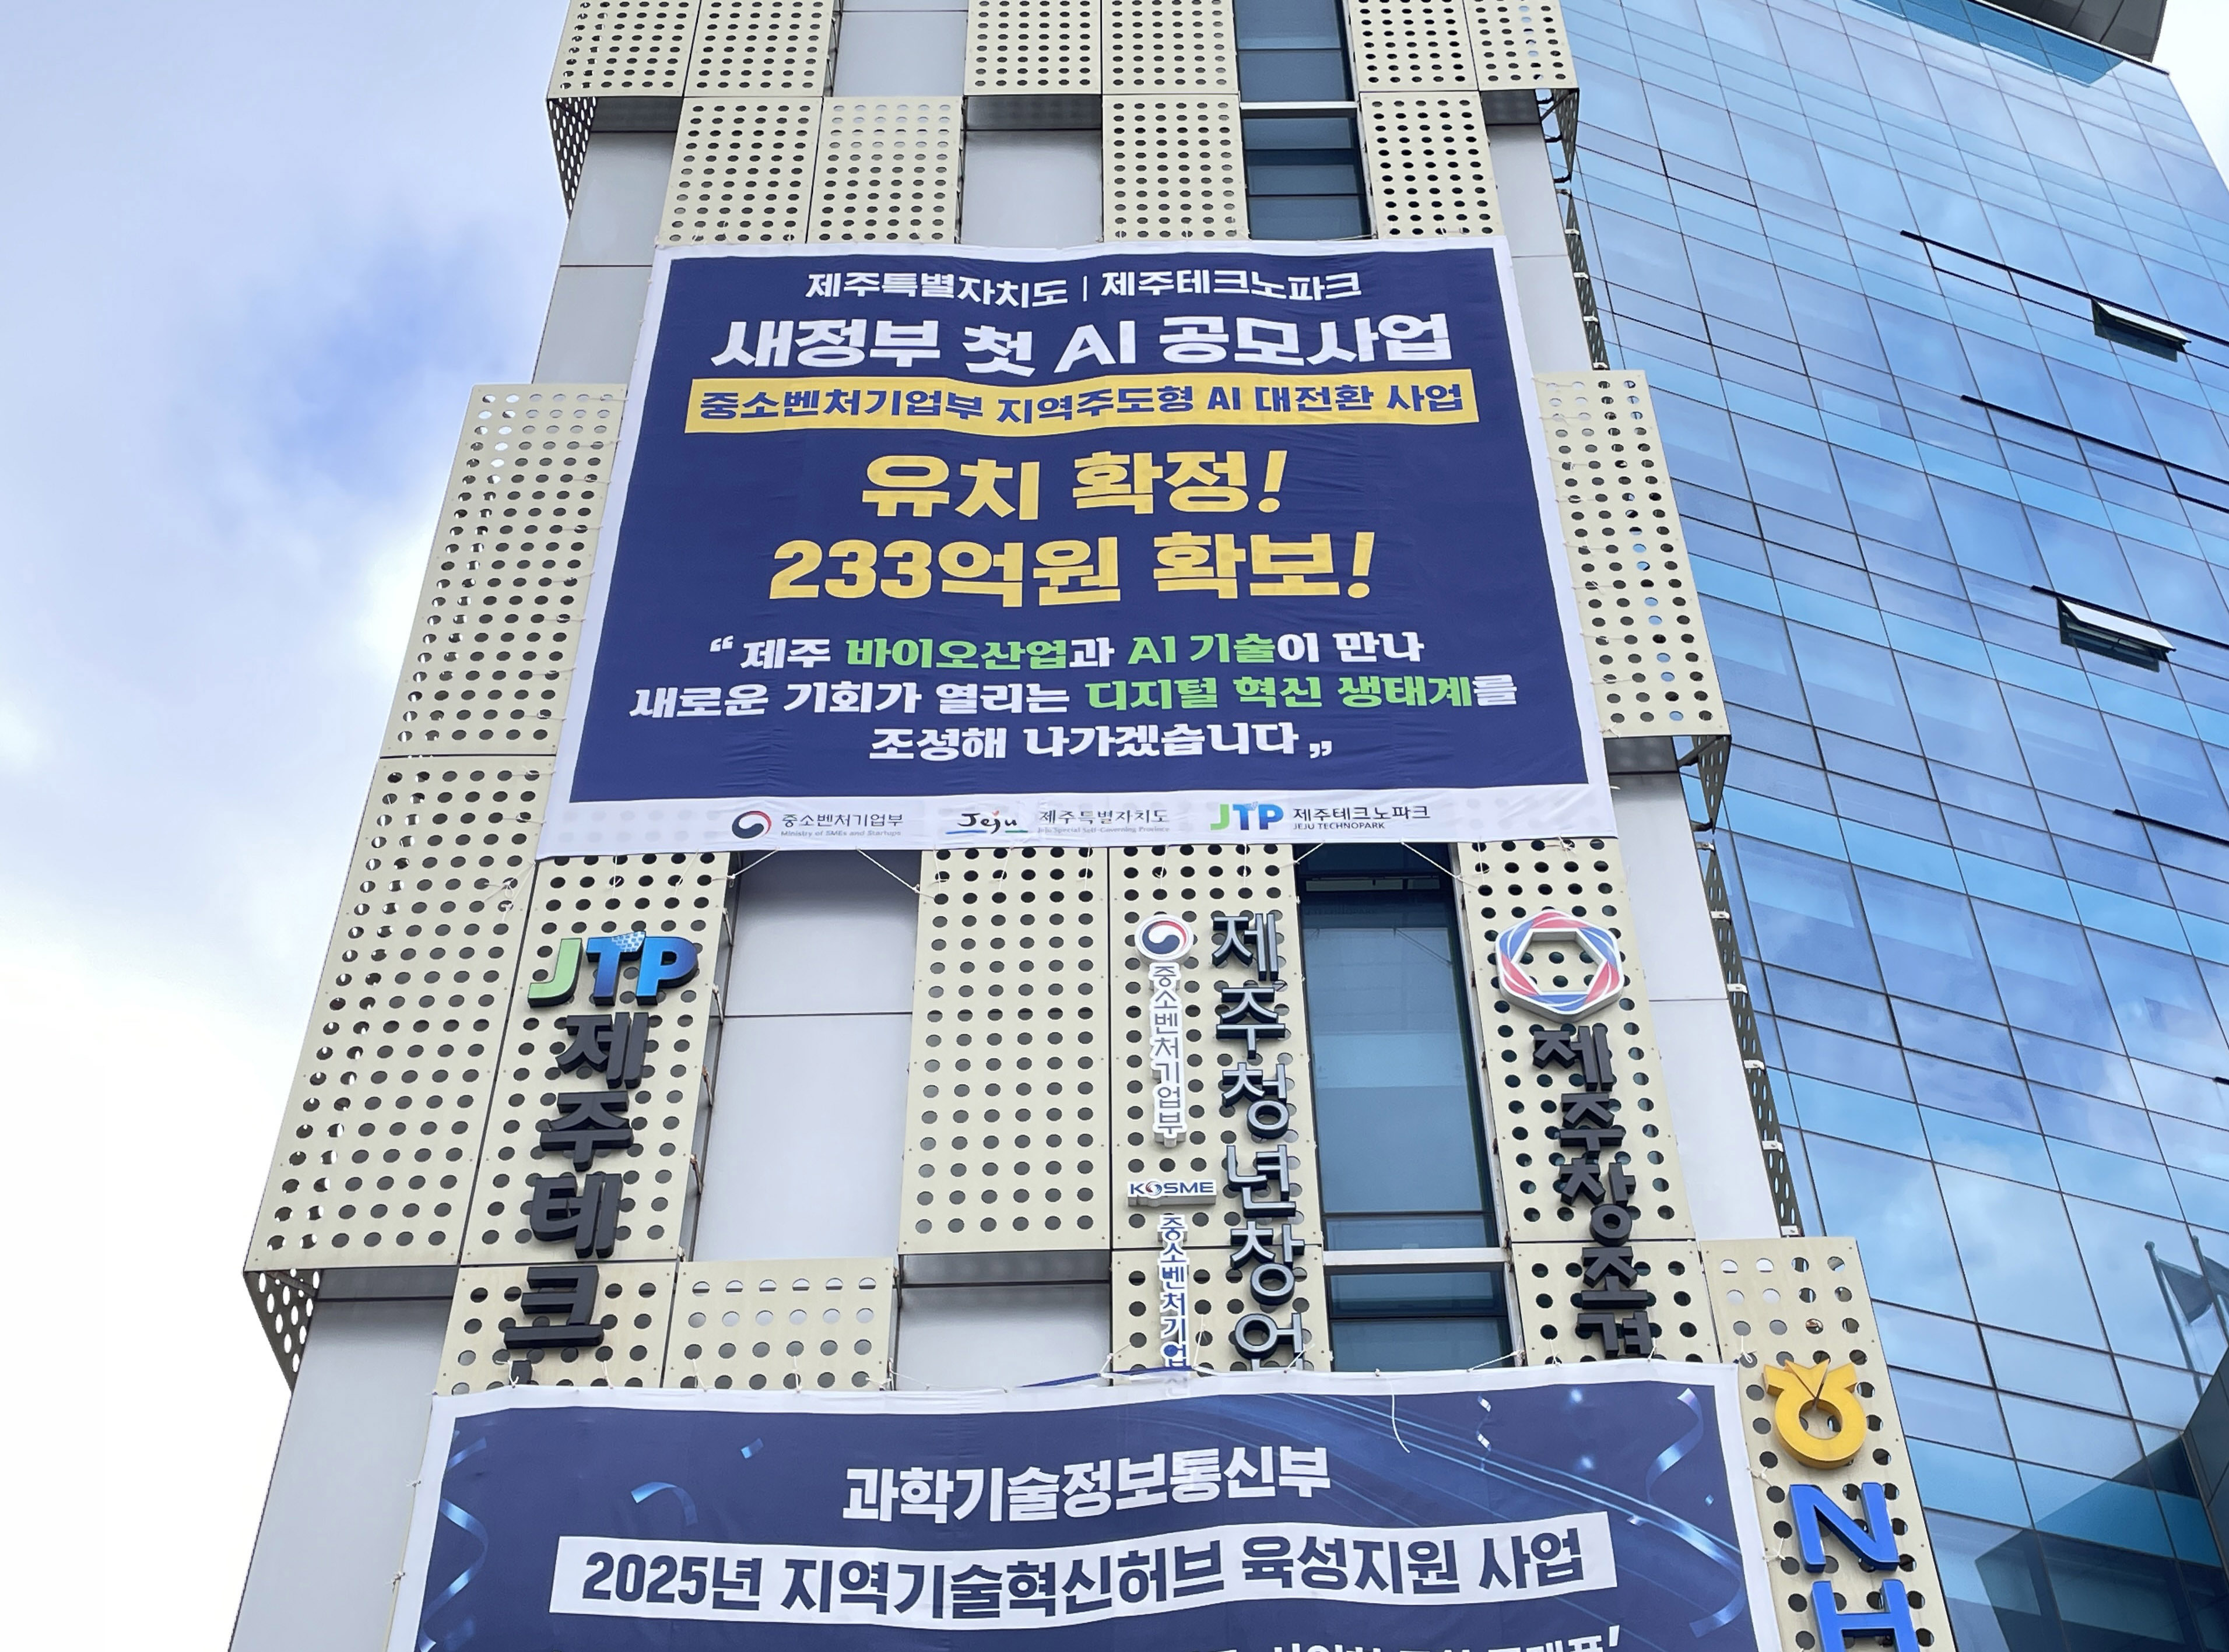 제주특별자치도 | 제주테크노파크
새정부 첫 AI 공모사업
중소벤처기업부 지역주도형 AI 대전환 사업
유치 확정!
233억원 확보!
“제주 바이오산업과 AI 기술이 만나
새로운 기회가 열리는 디지털 혁신 생태계를
조성해 나가겠습니다„
중소벤처기업부 Jeju 제주특별자치도 JTP 제주테크노파크
Ministry of SMEs and Startups Jeju Special Self-Governing Province JEJU TECHNOPARK
JTP
제주테크
중소벤처기업부
KOSME
중소벤처기업
제주청년창업
제주창조경
NH
과학기술정보통신부
2025년 지역기술혁신허브 육성지원 사업